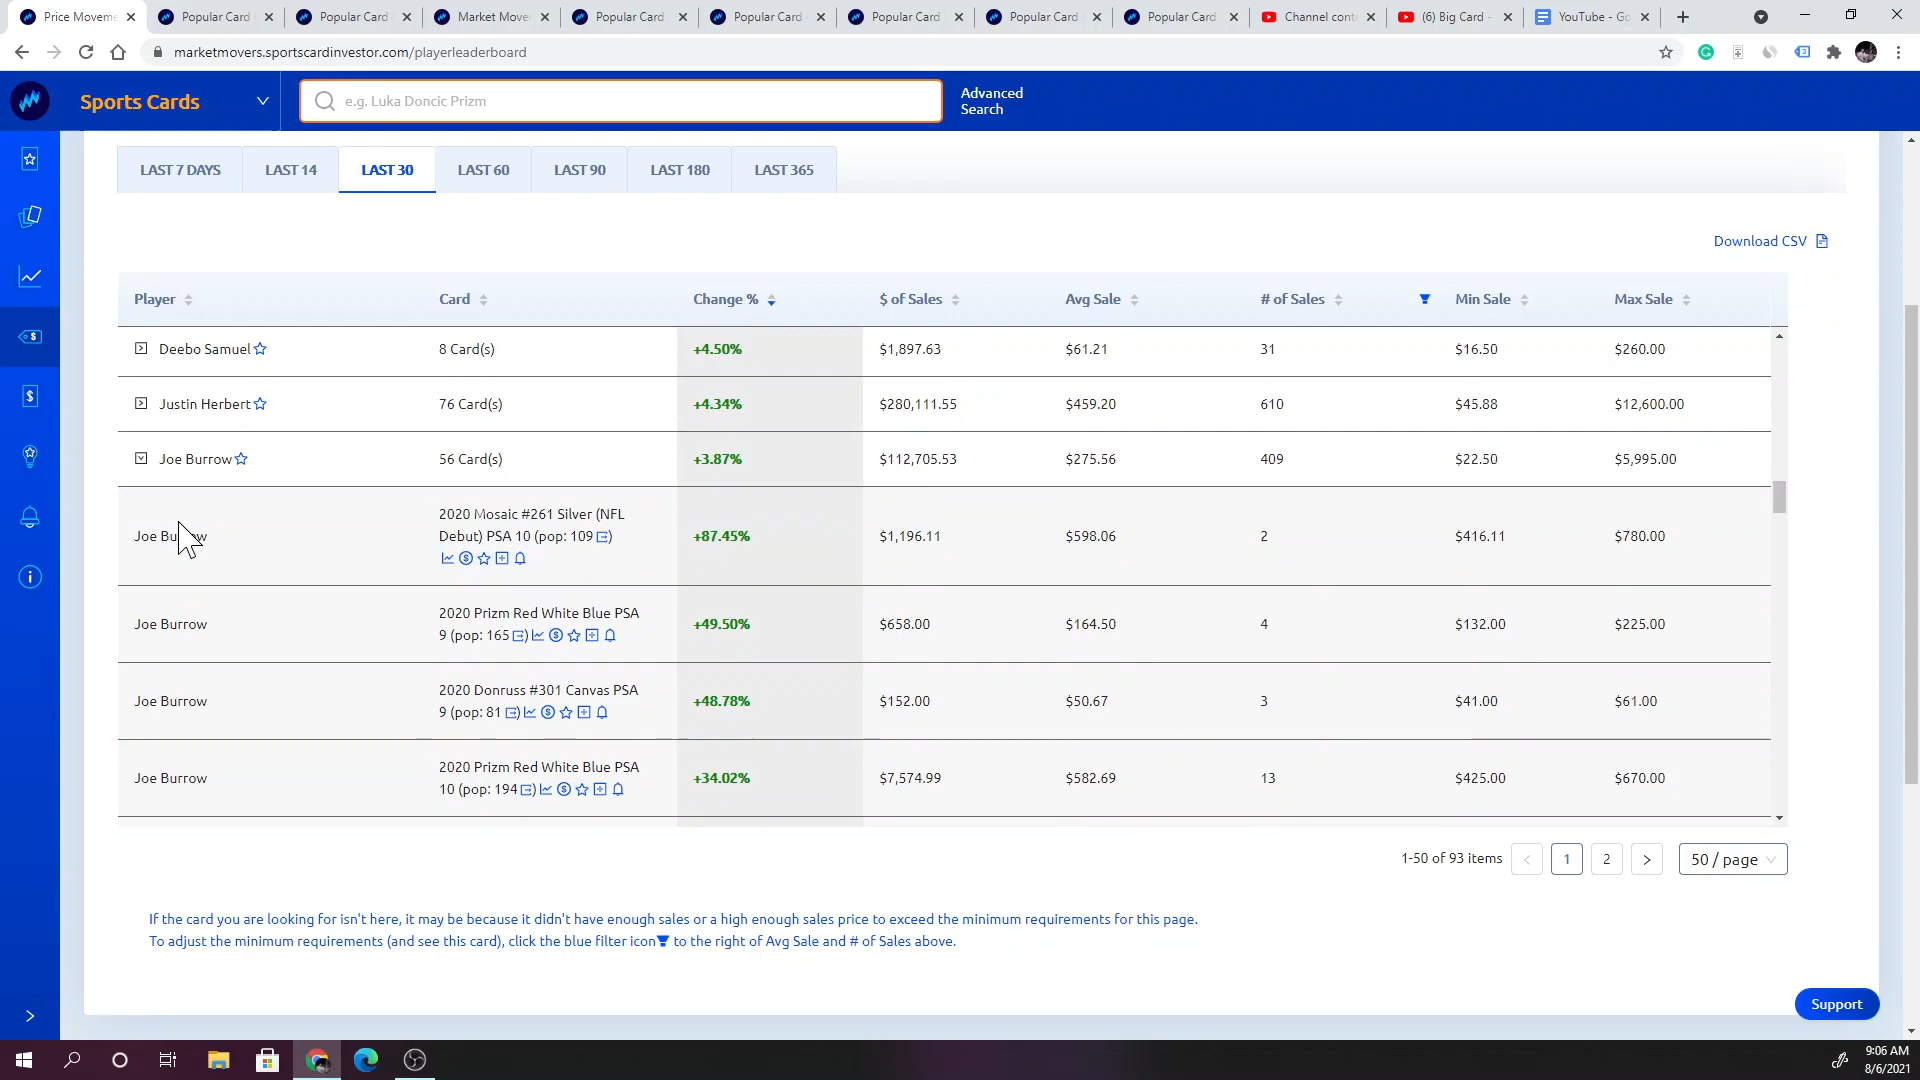 Price Moveme
Popular Card
Popular Card
Market Move
Popular Card
Popular Card
Popular Card
Popular Card
Popular Card
Channel cont
(6) Big Card -
YouTube - Go
marketmovers.sportscardinvestor.com/playerleaderboard
Sports Cards
e.g. Luka Doncic Prizm
Advanced
Search
LAST 7 DAYS LAST 14 LAST 30 LAST 60 LAST 90 LAST 180 LAST 365
Download CSV
Player Card Change % $ of Sales Avg Sale # of Sales Min Sale Max Sale
Deebo Samuel 8 Card(s) +4.50% $1,897.63 $61.21 31 $16.50 $260.00
Justin Herbert 76 Card(s) +4.34% $280,111.55 $459.20 610 $45.88 $12,600.00
Joe Burrow 56 Card(s) +3.87% $112,705.53 $275.56 409 $22.50 $5,995.00
2020 Mosaic #261 Silver (NFL
Joe Burrow Debut) PSA 10 (pop: 109 ) +87.45% $1,196.11 $598.06 2 $416.11 $780.00
2020 Prizm Red White Blue PSA
Joe Burrow 9 (pop: 165 ) +49.50% $658.00 $164.50 4 $132.00 $225.00
2020 Donruss #301 Canvas PSA
Joe Burrow 9 (pop: 81 ) +48.78% $152.00 $50.67 3 $41.00 $61.00
2020 Prizm Red White Blue PSA
Joe Burrow 10 (pop: 194 ) +34.02% $7,574.99 $582.69 13 $425.00 $670.00
1-50 of 93 items < 1 2 > 50 / page
If the card you are looking for isn't here, it may be because it didn't have enough sales or a high enough sales price to exceed the minimum requirements for this page.
To adjust the minimum requirements (and see this card), click the blue filter icon to the right of Avg Sale and # of Sales above.
Support
9:06 AM
8/6/2021